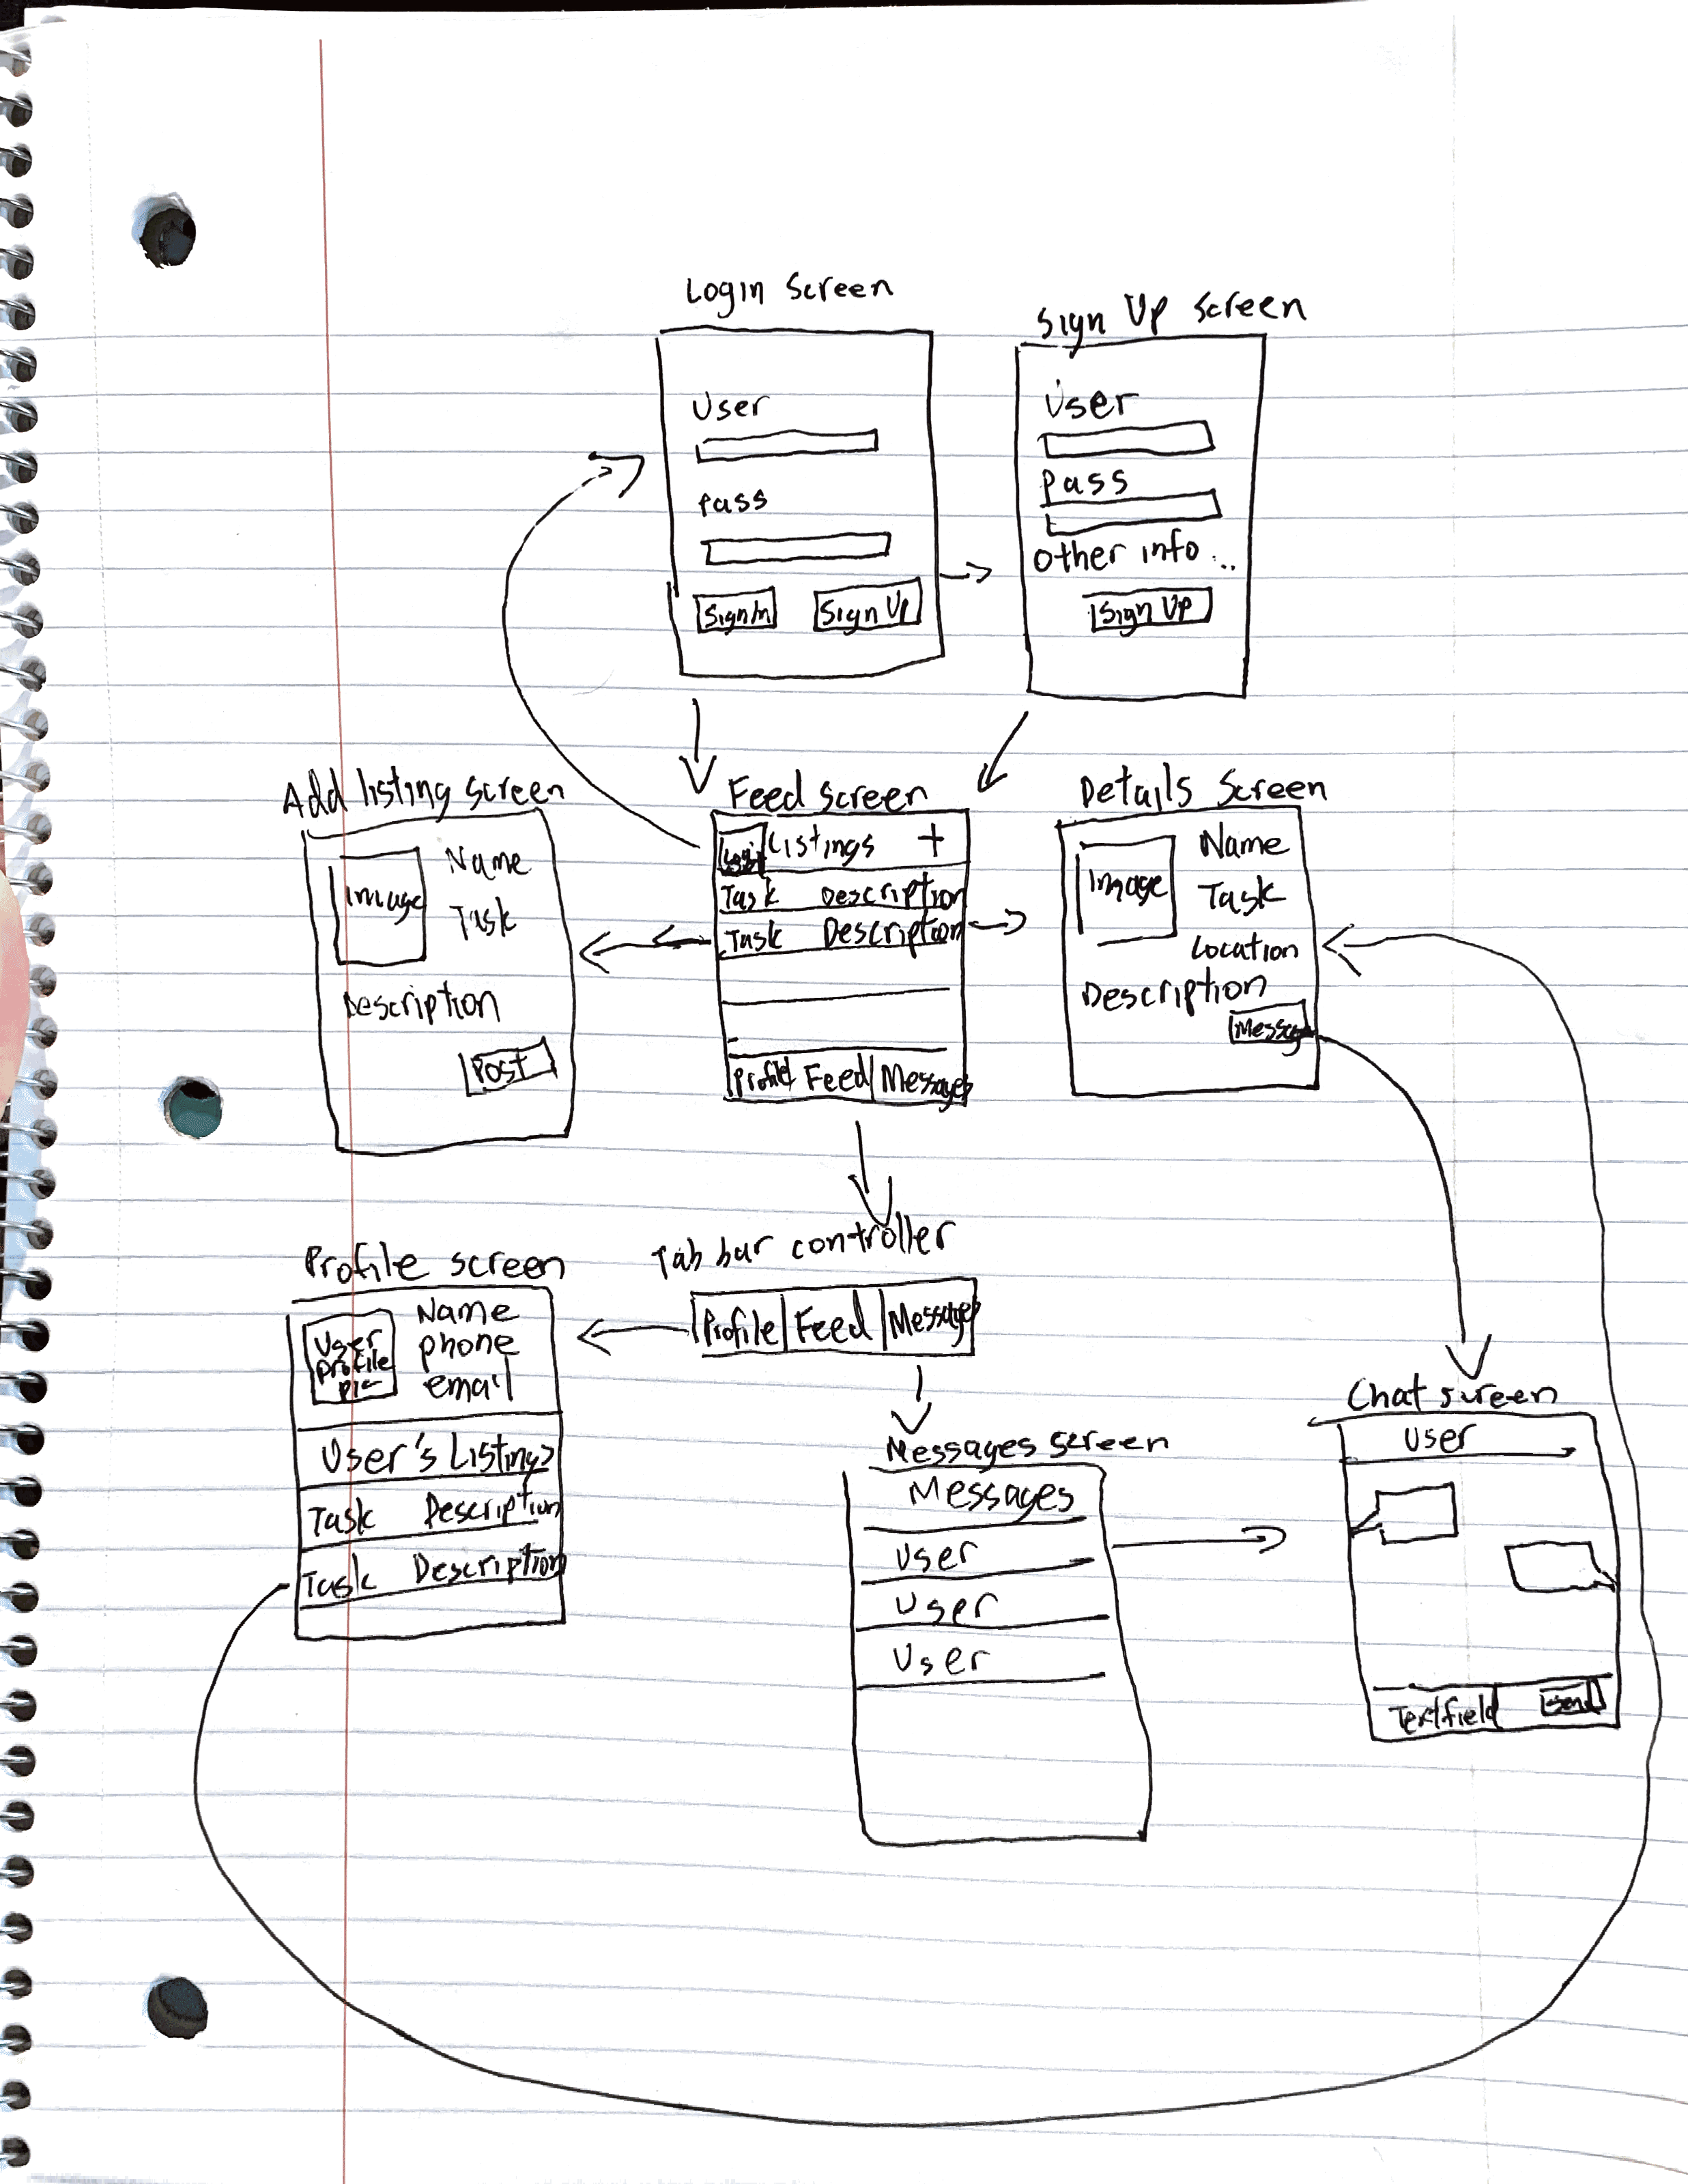 Login Screen
User
Pass
Sign In
Sign Up
Sign Up Screen
User
Pass
Other info...
Sign Up
Add listing screen
Image
Name
Task
Description
Post
Feed screen
Listings +
Task Description
Task Description
Profile Feed Messages
Details Screen
Image
Name
Task
Location
Description
Message
Tab bar controller
Profile Feed Messages
Profile screen
User
Profile
Pic
Name
phone
email
User's Listings
Task Description
Task Description
Messages screen
Messages
User
User
User
Chat screen
User
Textfield
Send